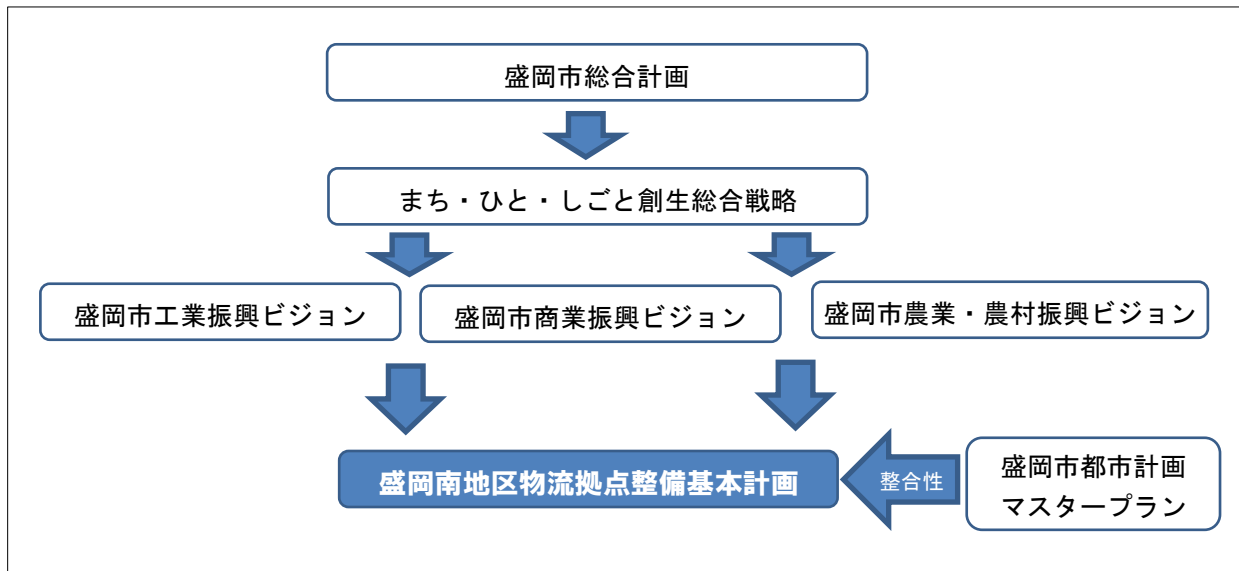 盛岡市総合計画
まち・ひと・しごと創生総合戦略
盛岡市工業振興ビジョン
盛岡市商業振興ビジョン
盛岡市農業・農村振興ビジョン
盛岡南地区物流拠点整備基本計画
整合性
盛岡市都市計画
マスタープラン